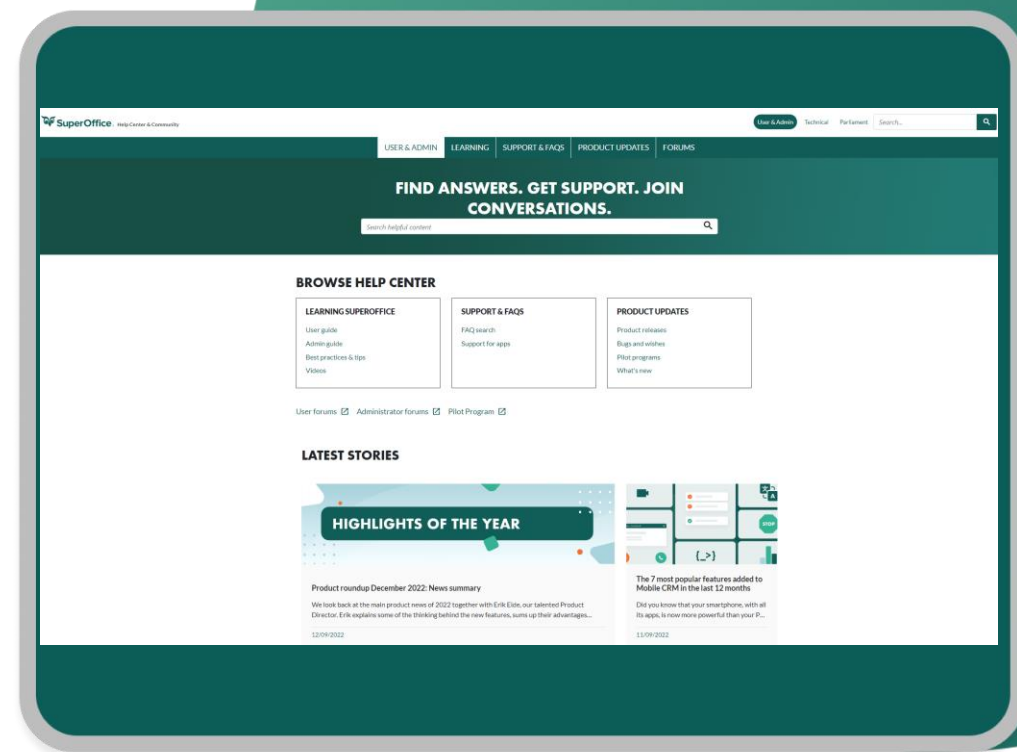 SuperOffice. Help Center & Community
User & Admin Technical Parliament Search...
USER & ADMIN LEARNING SUPPORT & FAQS PRODUCT UPDATES FORUMS
FIND ANSWERS. GET SUPPORT. JOIN
CONVERSATIONS.
Search helpful content
BROWSE HELP CENTER
LEARNING SUPEROFFICE
User guide
Admin guide
Best practices & tips
Videos
SUPPORT & FAQS
FAQ search
Support for apps
PRODUCT UPDATES
Product releases
Bugs and wishes
Pilot programs
What's new
User forums Administrator forums Pilot Program
LATEST STORIES
HIGHLIGHTS OF THE YEAR
Product roundup December 2022: News summary
We look back at the main product news of 2022 together with Erik Eide, our talented Product
Director. Erik explains some of the thinking behind the new features, sums up their advantages...
12/09/2022
A
STOP
{_>}
The 7 most popular features added to
Mobile CRM in the last 12 months
Did you know that your smartphone, with all
its apps, is now more powerful than your P...
11/09/2022